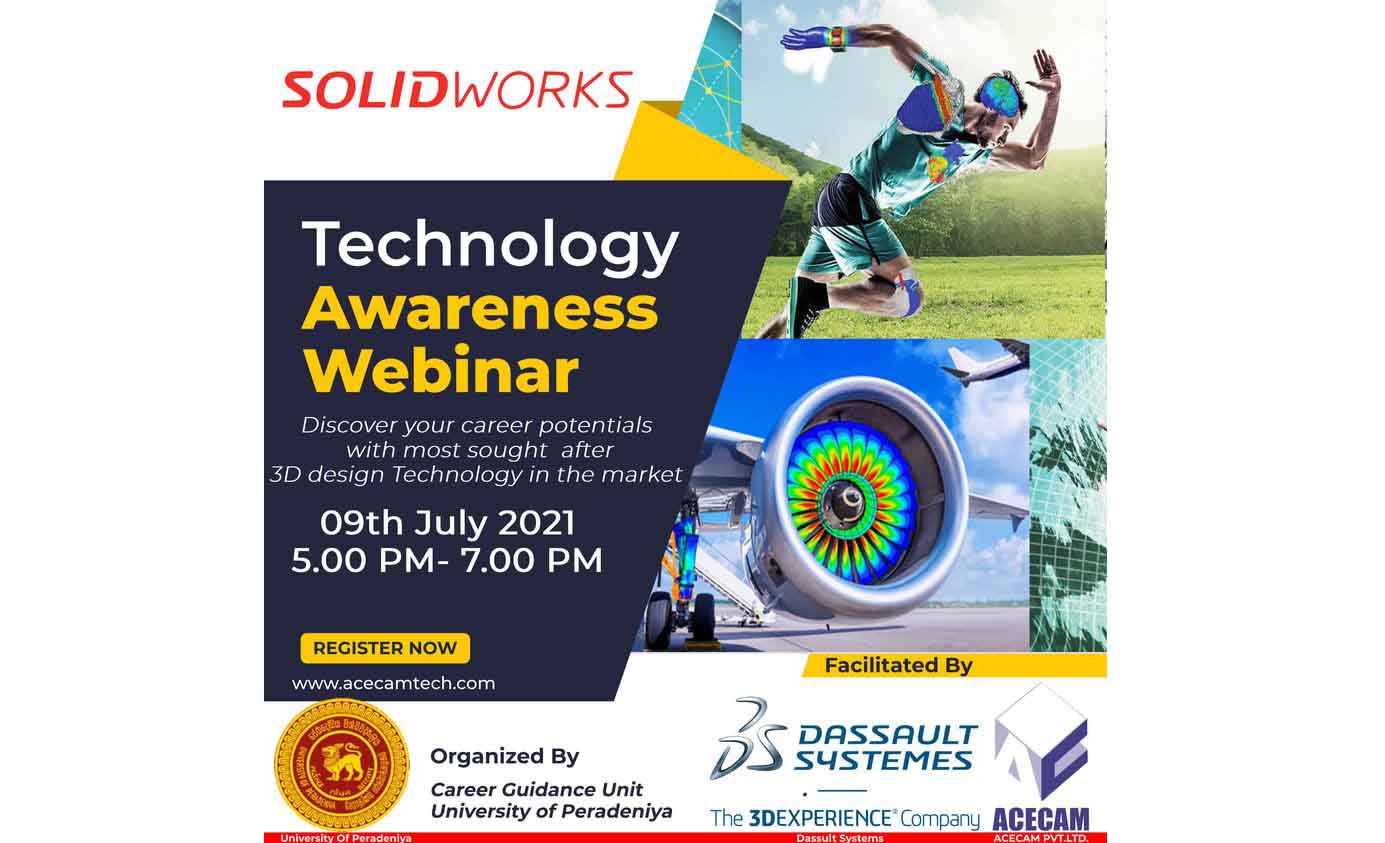 SOLIDWORKS
Technology
Awareness
Webinar
Discover your career potentials
with most sought after
3D design Technology in the market
09th July 2021
5.00 PM- 7.00 PM
REGISTER NOW
www.acecamtech.com
Facilitated By
Organized By
Career Guidance Unit
University of Peradeniya
DASSAULT
SYSTEMES
The 3DEXPERIENCE® Company
ACECAM
University Of Peradeniya
Dassult Systems
ACECAM PVT.LTD.